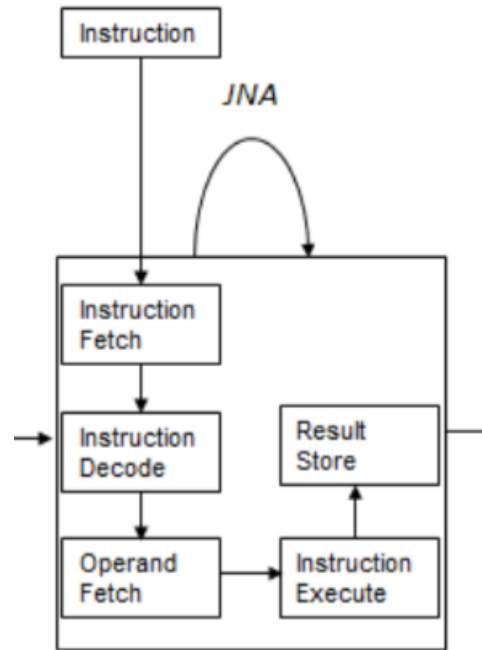 Instruction
JNA
Instruction
Fetch
Instruction
Decode
Operand
Fetch
Result
Store
Instruction
Execute